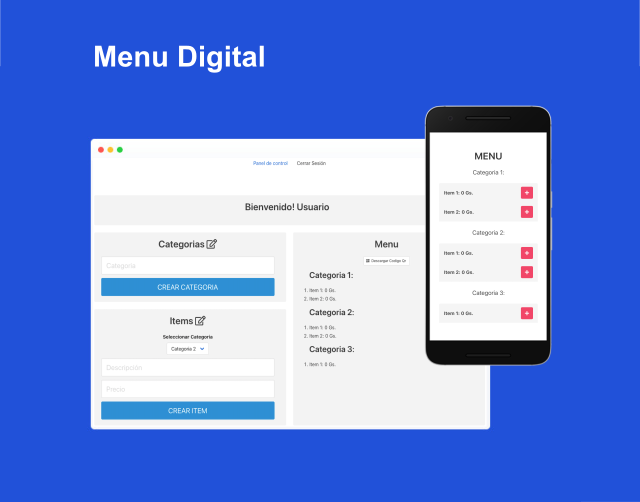 Menu Digital
Panel de control Cerrar Sesión
Bienvenido! Usuario
Categorias
Categoria
CREAR CATEGORIA
Items
Seleccionar Categoria
Categoria 2
Descripción
Precio
CREAR ITEM
Menu
Descargar Codigo Qr
Categoria 1:
1. Item 1: 0 Gs.
2. Item 2: 0 Gs.
Categoria 2:
1. Item 1: 0 Gs.
2. Item 2: 0 Gs.
Categoria 3:
1. Item 1: 0 Gs.
MENU
Categoria 1:
Item 1: 0 Gs. +
Item 2: 0 Gs. +
Categoria 2:
Item 1: 0 Gs. +
Item 2: 0 Gs. +
Categoria 3:
Item 1: 0 Gs. +